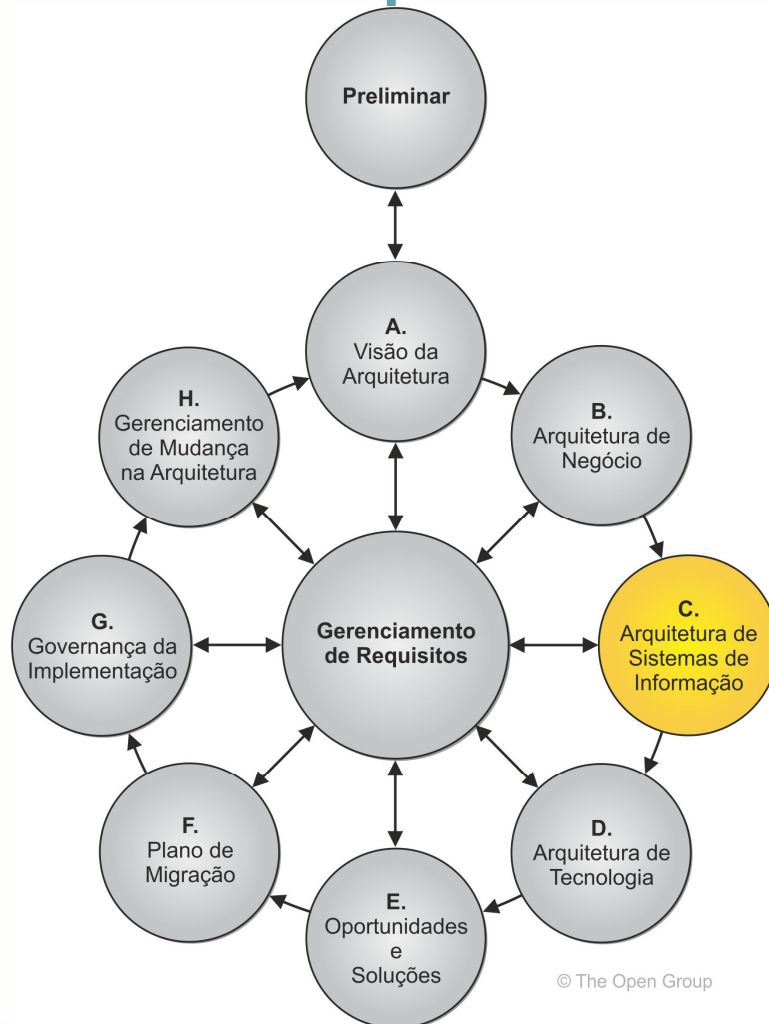 Preliminar
A.
Visão da
Arquitetura
B.
Arquitetura de
Negócio
C.
Arquitetura de
Sistemas de
Informação
D.
Arquitetura de
Tecnologia
E.
Oportunidades
e
Soluções
F.
Plano de
Migração
G.
Governança da
Implementação
H.
Gerenciamento
de Mudança
na Arquitetura
Gerenciamento
de Requisitos
© The Open Group